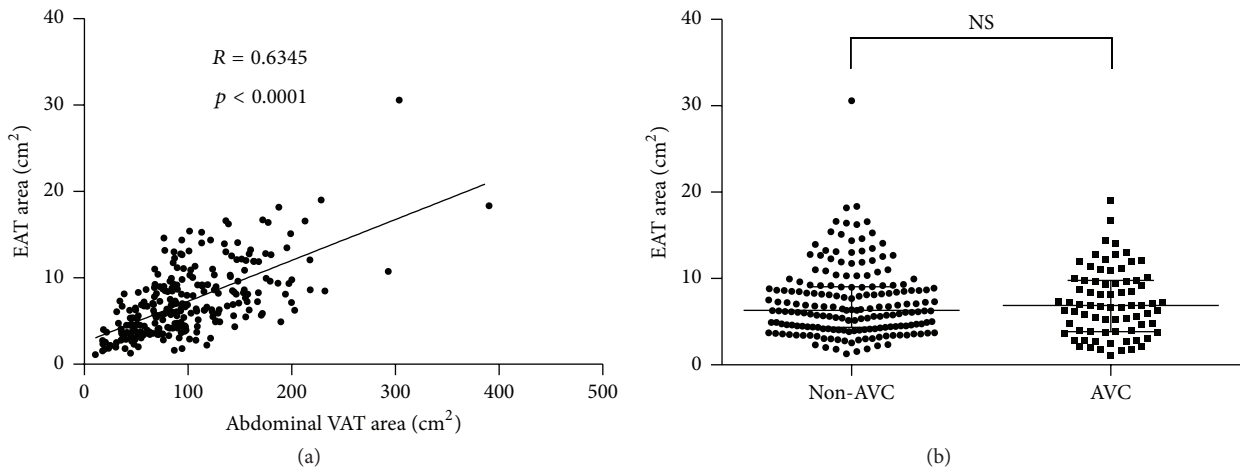 40
30
20
10
0
EAT area (cm²)
R = 0.6345
p < 0.0001
0 100 200 300 400 500
Abdominal VAT area (cm²)
(a)
40
30
20
10
0
EAT area (cm²)
NS
Non-AVC AVC
(b)